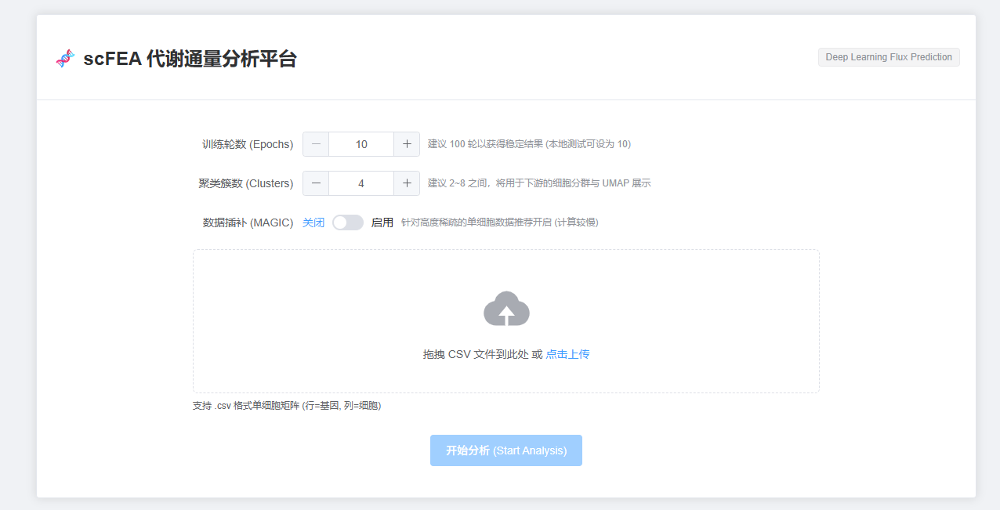 scFEA 代谢通量分析平台
Deep Learning Flux Prediction
训练轮数 (Epochs) 10 建议 100 轮以获得稳定结果 (本地测试可设为 10)
聚类簇数 (Clusters) 4 建议 2~8 之间，将用于下游的细胞分群与 UMAP 展示
数据插补 (MAGIC) 关闭 启用 针对高度稀疏的单细胞数据推荐开启 (计算较慢)
拖拽 CSV 文件到此处 或 点击上传
支持 .csv 格式单细胞矩阵 (行=基因, 列=细胞)
开始分析 (Start Analysis)